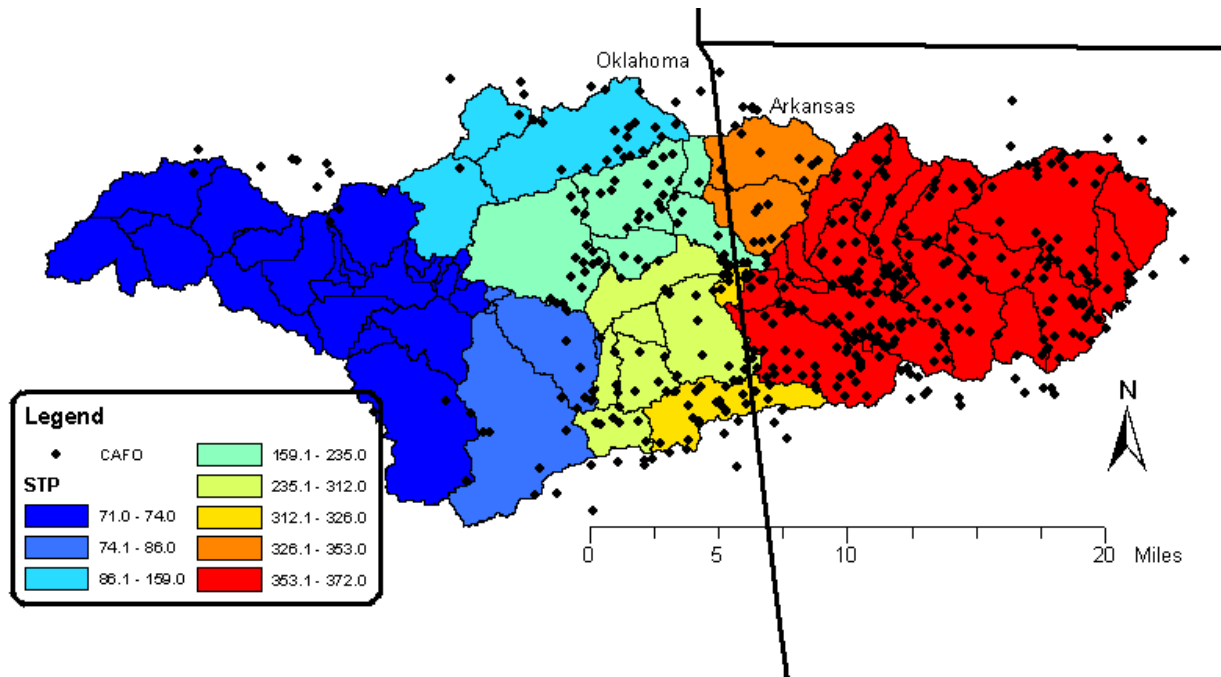 Oklahoma
Arkansas
N
Legend
CAFO
STP
71.0 - 74.0
74.1 - 86.0
86.1 - 159.0
159.1 - 235.0
235.1 - 312.0
312.1 - 326.0
326.1 - 353.0
353.1 - 372.0
0 5 10 20 Miles